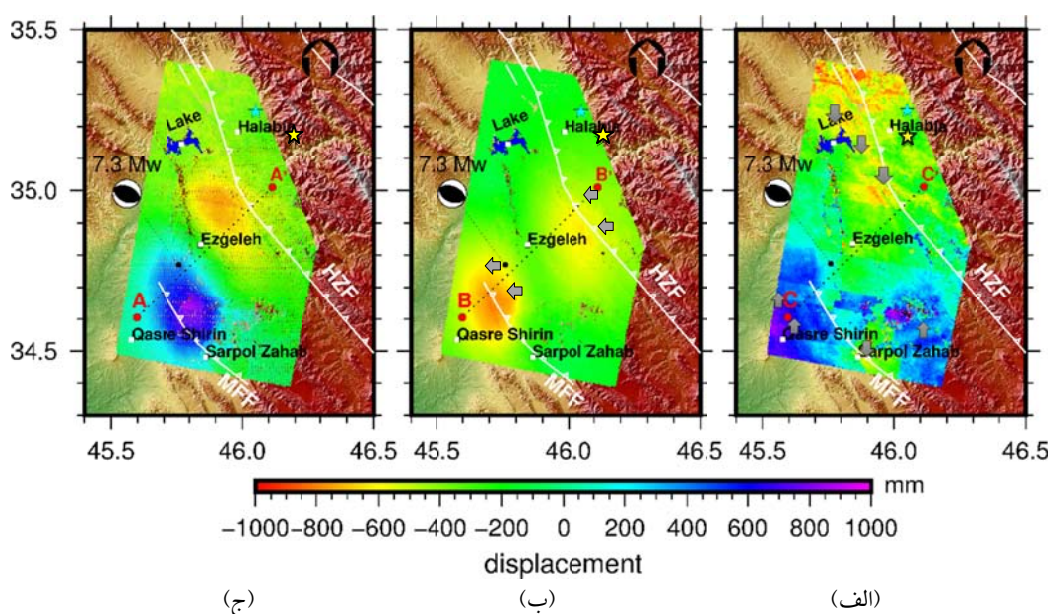 35.5
35.0
34.5
Lake
Halabja
7.3 Mw
A'
Ezgeleh
A
Qasre Shirin
Sarpol Zahab
HZF
MFF
45.5 46.0 46.5
Lake
Halabja
7.3 Mw
B'
Ezgeleh
B
Qasre Shirin
Sarpol Zahab
HZF
MFF
45.5 46.0 46.5
Lake
Halabja
7.3 Mw
C'
Ezgeleh
C
Qasre Shirin
Sarpol Zahab
HZF
MFF
45.5 46.0 46.5
mm
−1000 −800 −600 −400 −200 0 200 400 600 800 1000
displacement
(الف) (ب) (ج)